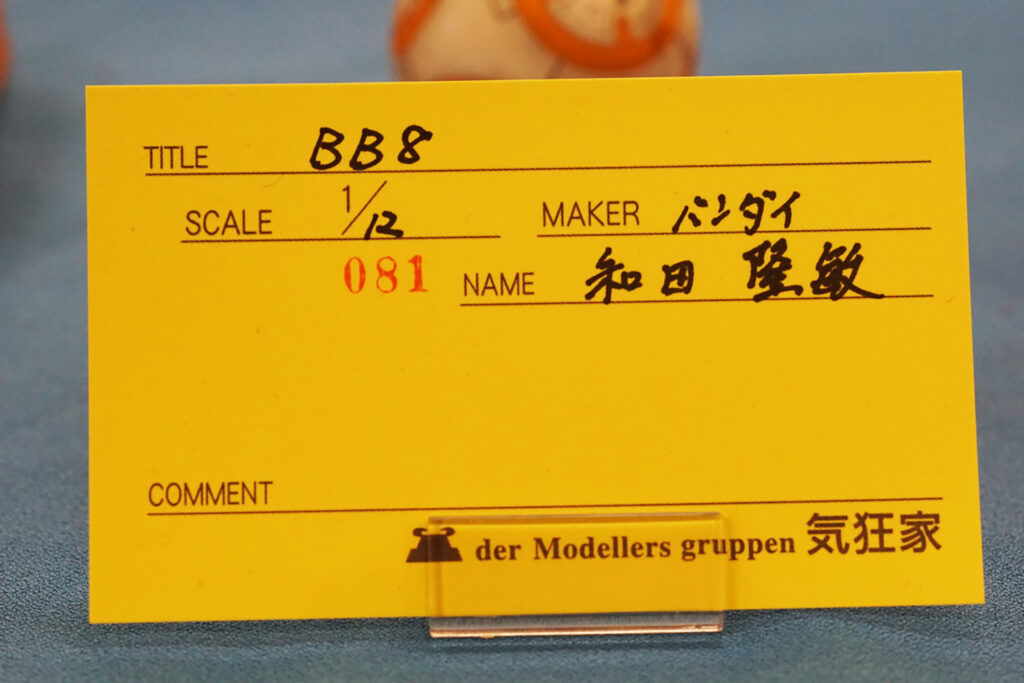 TITLE BB8
SCALE 1/12 MAKER バンダイ
081 NAME 和田 隆敏
COMMENT
der Modellers gruppen 気狂家